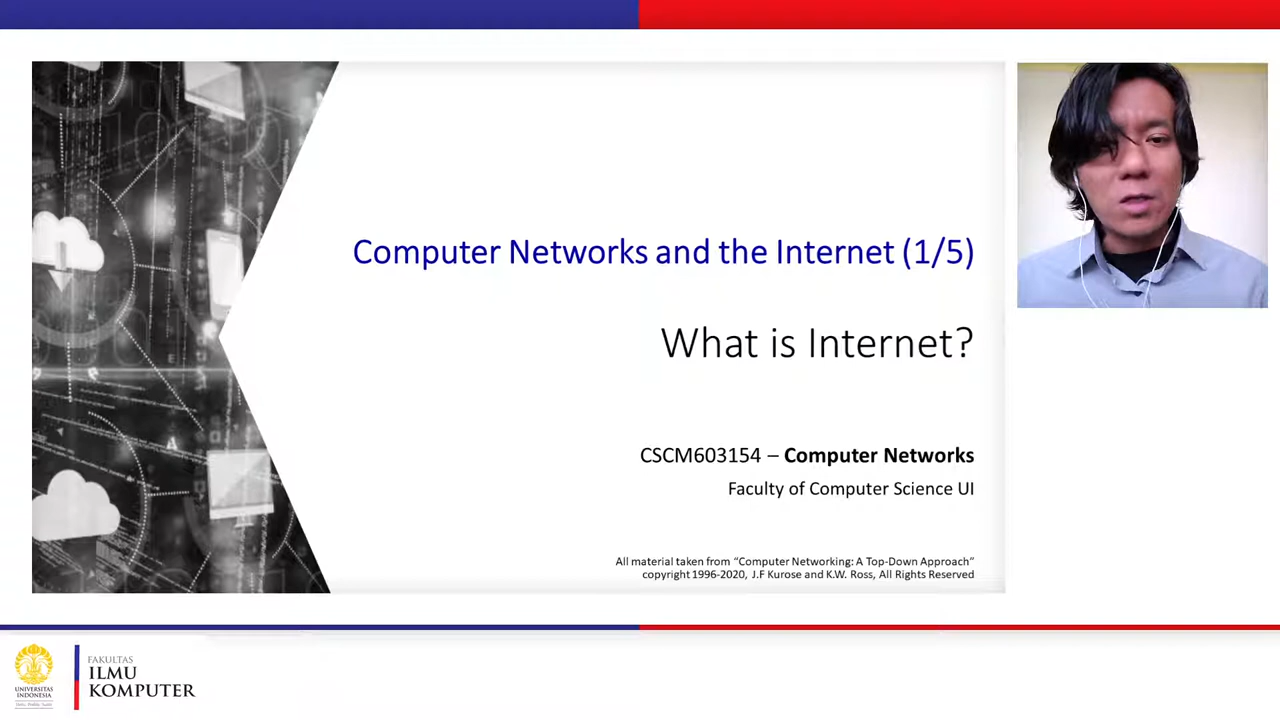 Computer Networks and the Internet (1/5)
What is Internet?
CSCM603154 – Computer Networks
Faculty of Computer Science UI
All material taken from “Computer Networking: A Top-Down Approach“
copyright 1996-2020, J.F Kurose and K.W. Ross, All Rights Reserved
UNIVERSITAS
INDONESIA
FAKULTAS
ILMU
KOMPUTER